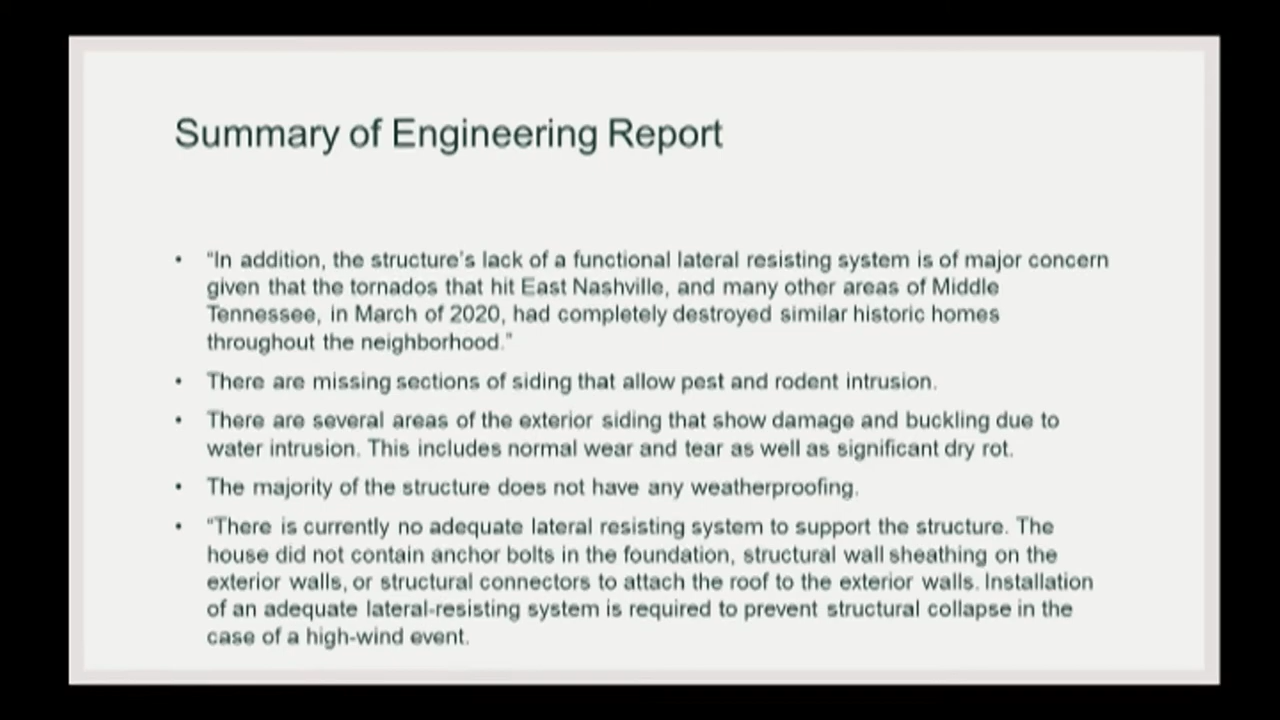 Summary of Engineering Report
• “In addition, the structure’s lack of a functional lateral resisting system is of major concern
given that the tornados that hit East Nashville, and many other areas of Middle
Tennessee, in March of 2020, had completely destroyed similar historic homes
throughout the neighborhood.”
• There are missing sections of siding that allow pest and rodent intrusion.
• There are several areas of the exterior siding that show damage and buckling due to
water intrusion. This includes normal wear and tear as well as significant dry rot.
• The majority of the structure does not have any weatherproofing.
• “There is currently no adequate lateral resisting system to support the structure. The
house did not contain anchor bolts in the foundation, structural wall sheathing on the
exterior walls, or structural connectors to attach the roof to the exterior walls. Installation
of an adequate lateral-resisting system is required to prevent structural collapse in the
case of a high-wind event.